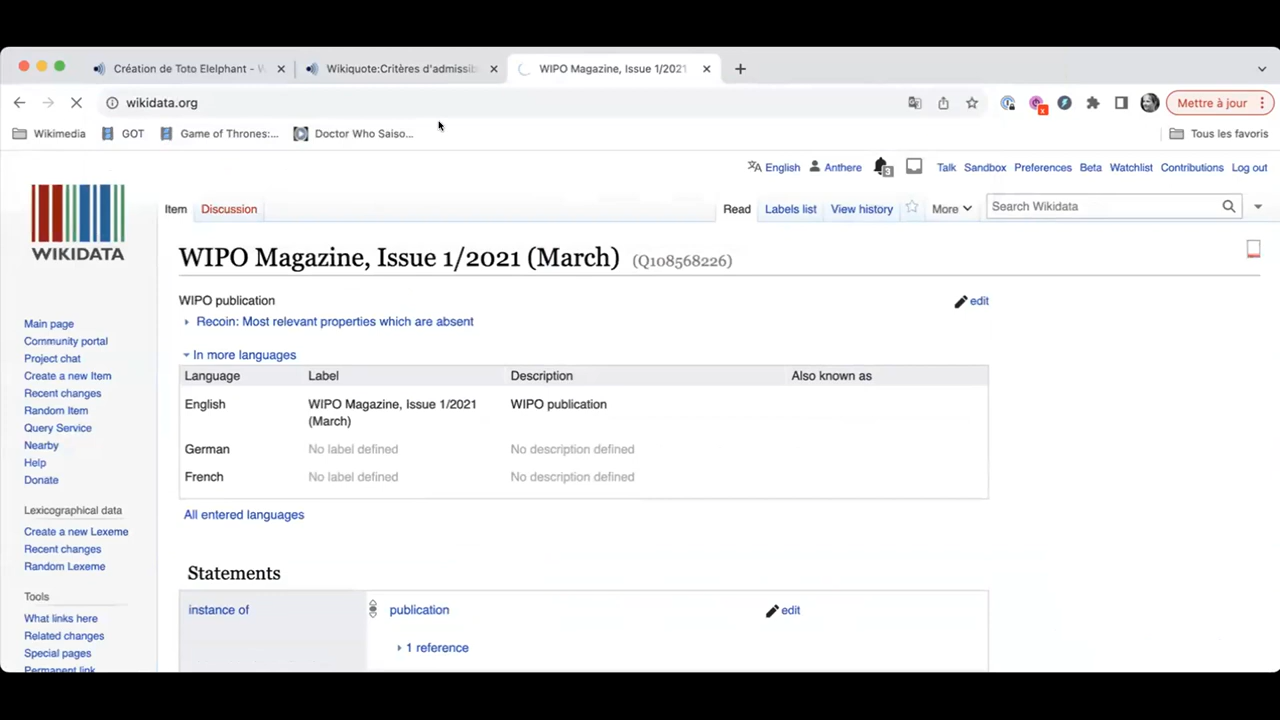 Création de Toto Elelphant - W
Wikiquote:Critères d'admissib
WIPO Magazine, Issue 1/2021
wikidata.org
Mettre à jour
Wikimedia
GOT
Game of Thrones:...
Doctor Who Saiso...
Tous les favoris
English
Anthere
3
Talk
Sandbox
Preferences
Beta
Watchlist
Contributions
Log out
WIKIDATA
Item
Discussion
Read
Labels list
View history
More
Search Wikidata
WIPO Magazine, Issue 1/2021 (March) (Q108568226)
WIPO publication
edit
Recoin: Most relevant properties which are absent
In more languages
Language Label Description Also known as
English WIPO Magazine, Issue 1/2021 WIPO publication
(March)
German No label defined No description defined
French No label defined No description defined
All entered languages
Statements
instance of
publication
edit
1 reference
Main page
Community portal
Project chat
Create a new Item
Recent changes
Random Item
Query Service
Nearby
Help
Donate
Lexicographical data
Create a new Lexeme
Recent changes
Random Lexeme
Tools
What links here
Related changes
Special pages
Permanent link